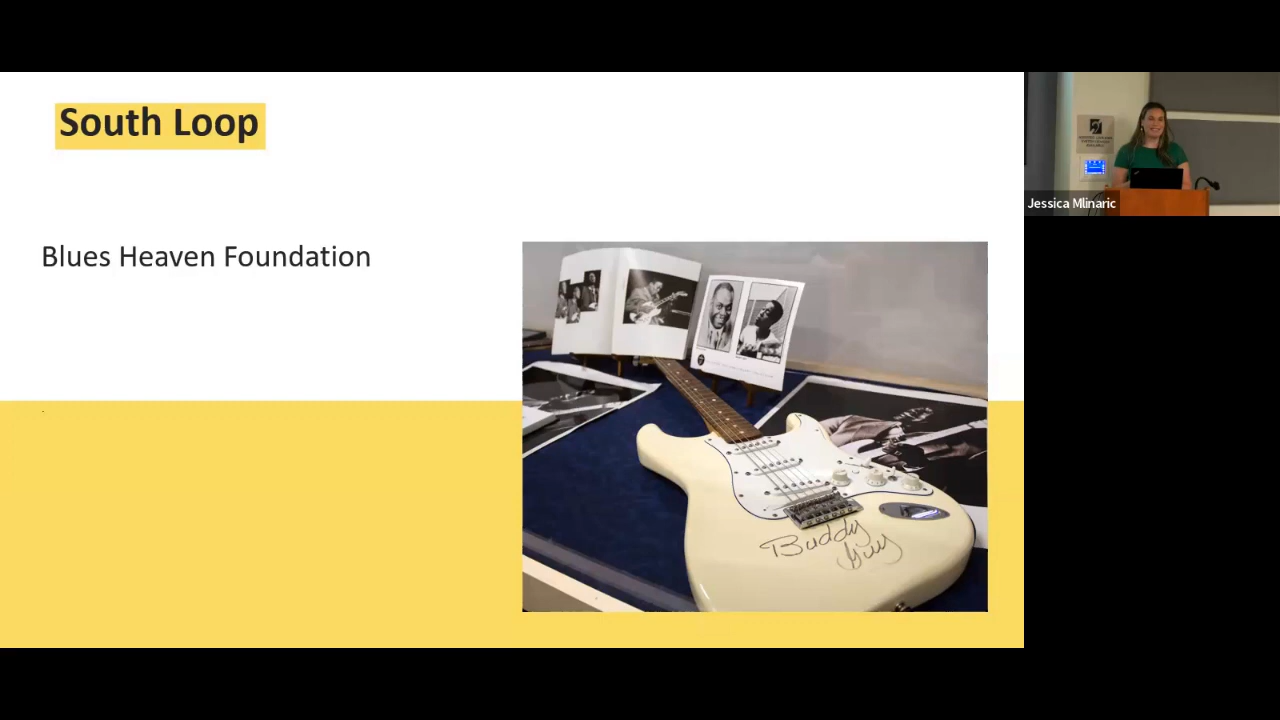 South Loop
Blues Heaven Foundation
Buddy
Guy
Jessica Mlinaric